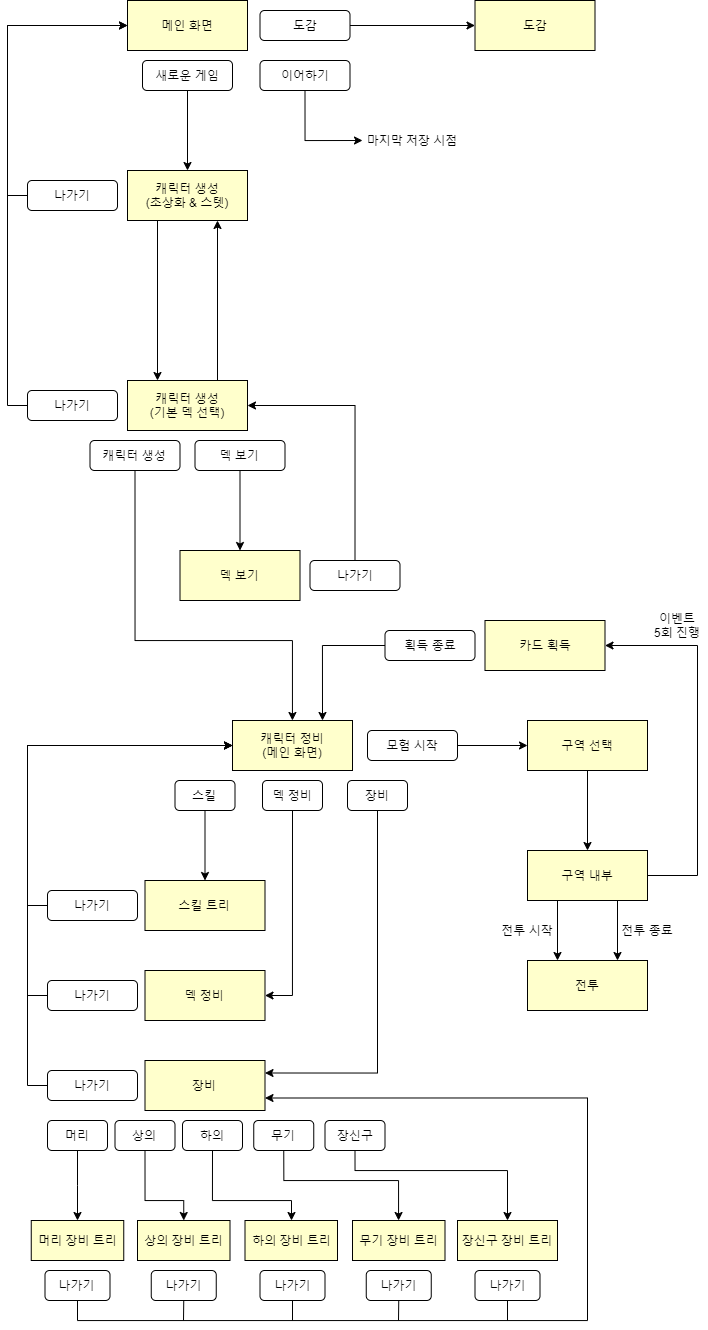 메인 화면
도감
도감
새로운 게임
이어하기
마지막 저장 시점
나가기
캐릭터 생성
(초상화 & 스텟)
나가기
캐릭터 생성
(기본 덱 선택)
캐릭터 생성
덱 보기
덱 보기
나가기
이벤트
5회 진행
획득 종료
카드 획득
캐릭터 정비
(메인 화면)
모험 시작
구역 선택
스킬
덱 정비
장비
나가기
스킬 트리
구역 내부
전투 시작
전투 종료
나가기
덱 정비
전투
나가기
장비
머리
상의
하의
무기
장신구
머리 장비 트리
상의 장비 트리
하의 장비 트리
무기 장비 트리
장신구 장비 트리
나가기
나가기
나가기
나가기
나가기